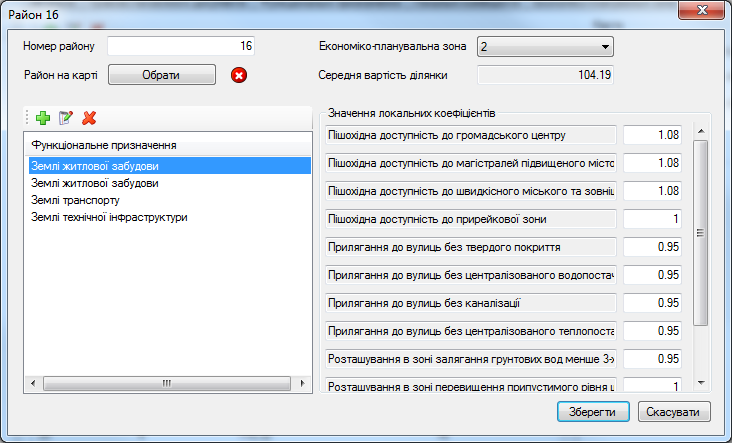 Район 16
Номер району 16
Економіко-планувальна зона 2
Район на карті Обрати
Середня вартість ділянки 104.19
Функціональне призначення
Землі житлової забудови
Землі житлової забудови
Землі транспорту
Землі технічної інфраструктури
Значення локальних коефіцієнтів
Пішохідна доступність до громадського центру 1.08
Пішохідна доступність до магістралей підвищеного місто 1.08
Пішохідна доступність до швидкісного міського та зовніш 1.08
Пішохідна доступність до прирейкової зони 1
Прилягання до вулиць без твердого покриття 0.95
Прилягання до вулиць без централізованого водопостач 0.95
Прилягання до вулиць без каналізації 0.95
Прилягання до вулиць без централізованого теплопоста 0.95
Розташування в зоні залягання грунтових вод менше 3-х 0.95
Розташування в зоні перевищення припустимого рівня ш 1
Зберегти
Скасувати